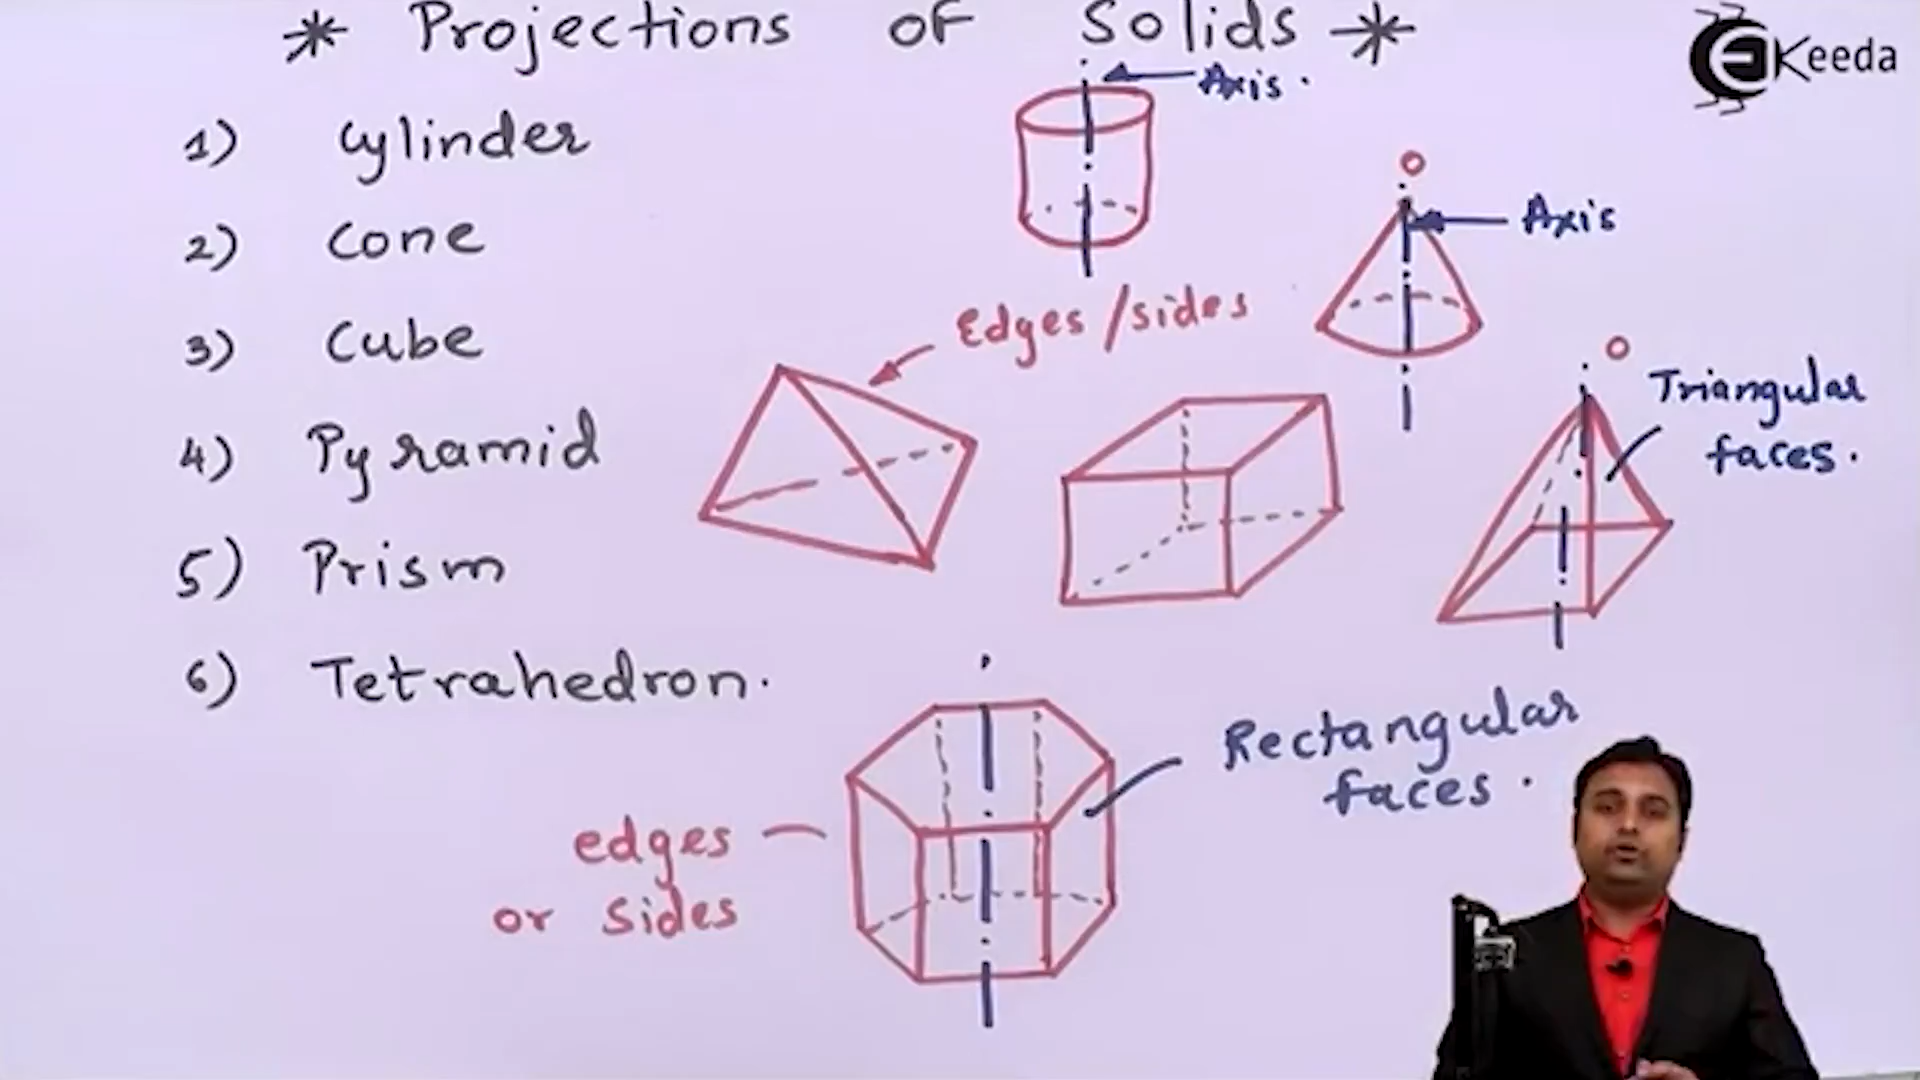 * Projections of Solids *
EKeeda
Axis.
1) Cylinder
O
Axis
2) Cone
Edges/sides
3) Cube
O
Triangular
faces.
4) Pyramid
5) Prism
6) Tetrahedron.
Rectangular
faces.
edges
or sides